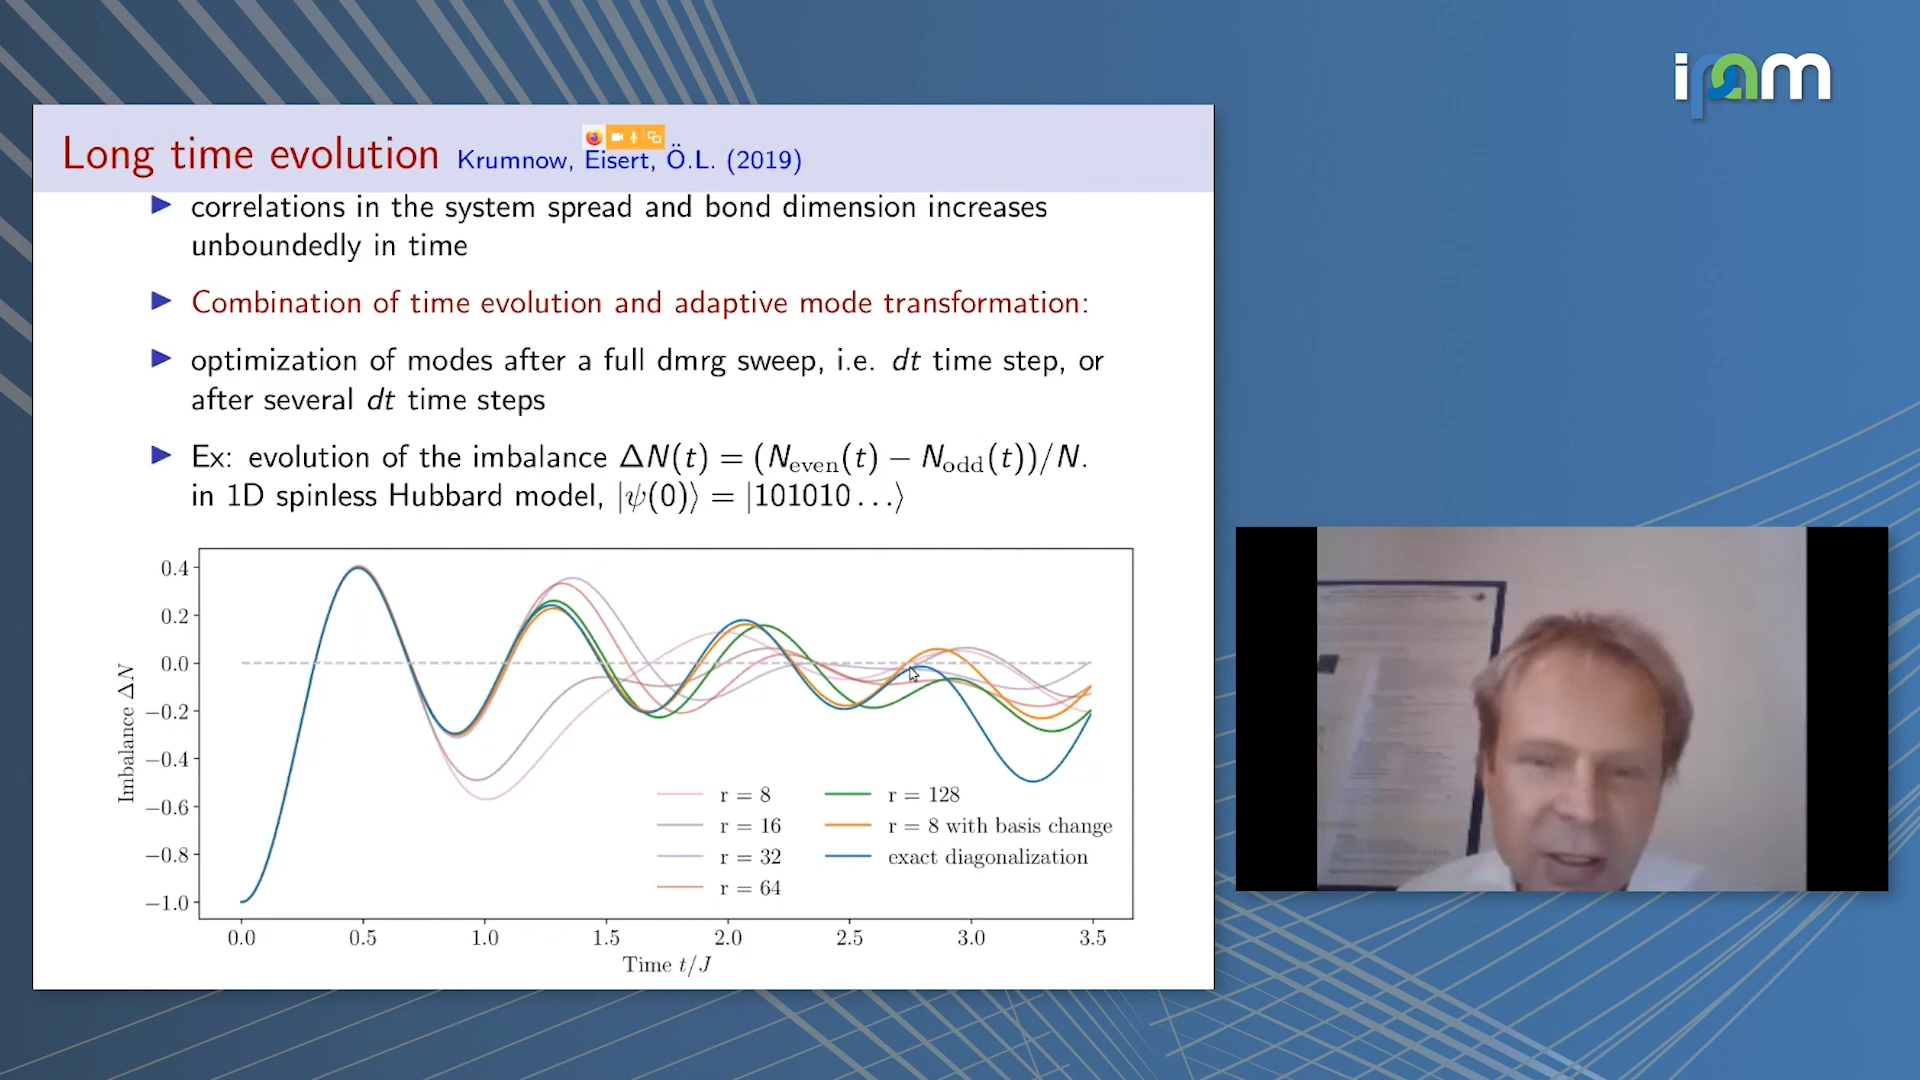 ipam
Long time evolution Krumnow, Eisert, Ö.L. (2019)
▶ correlations in the system spread and bond dimension increases
unboundedly in time
▶ Combination of time evolution and adaptive mode transformation:
▶ optimization of modes after a full dmrg sweep, i.e. dt time step, or
after several dt time steps
▶ Ex: evolution of the imbalance ΔN(t) = (N_even(t) − N_odd(t))/N.
in 1D spinless Hubbard model, |ψ(0)⟩ = |101010...⟩
Imbalance ΔN
0.4
0.2
0.0
−0.2
−0.4
−0.6
−0.8
−1.0
r = 8
r = 16
r = 32
r = 64
r = 128
r = 8 with basis change
exact diagonalization
0.0 0.5 1.0 1.5 2.0 2.5 3.0 3.5
Time t/J